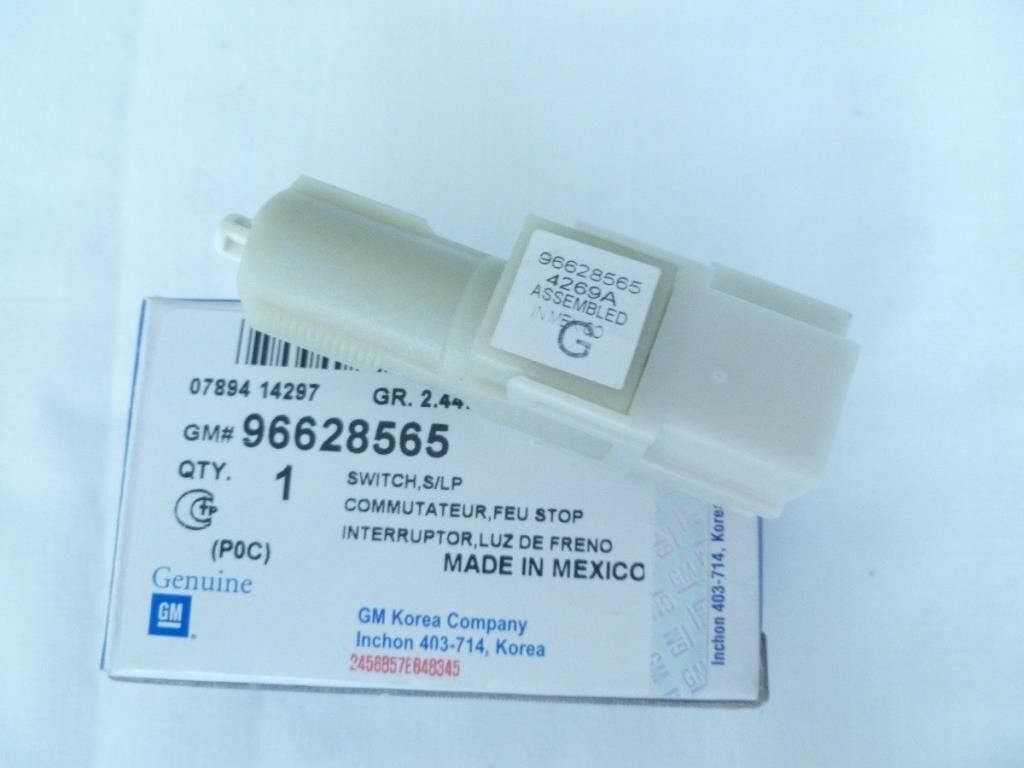 96628565
4269A
ASSEMBLED
IN MEXICO
G
07894 14297 GR. 2.44
GM# 96628565
QTY. 1
SWITCH,S/LP
COMMUTATEUR,FEU STOP
INTERRUPTOR,LUZ DE FRENO
(P0C)
MADE IN MEXICO
Genuine
GM
GM Korea Company
Inchon 403-714, Korea
Inchon 403-714, Korea